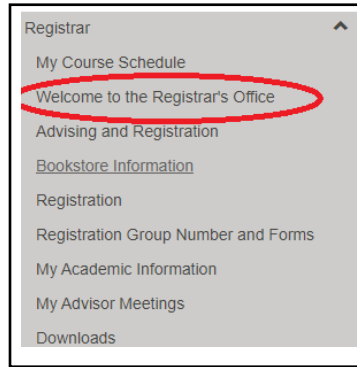 Registrar
My Course Schedule
Welcome to the Registrar's Office
Advising and Registration
Bookstore Information
Registration
Registration Group Number and Forms
My Academic Information
My Advisor Meetings
Downloads